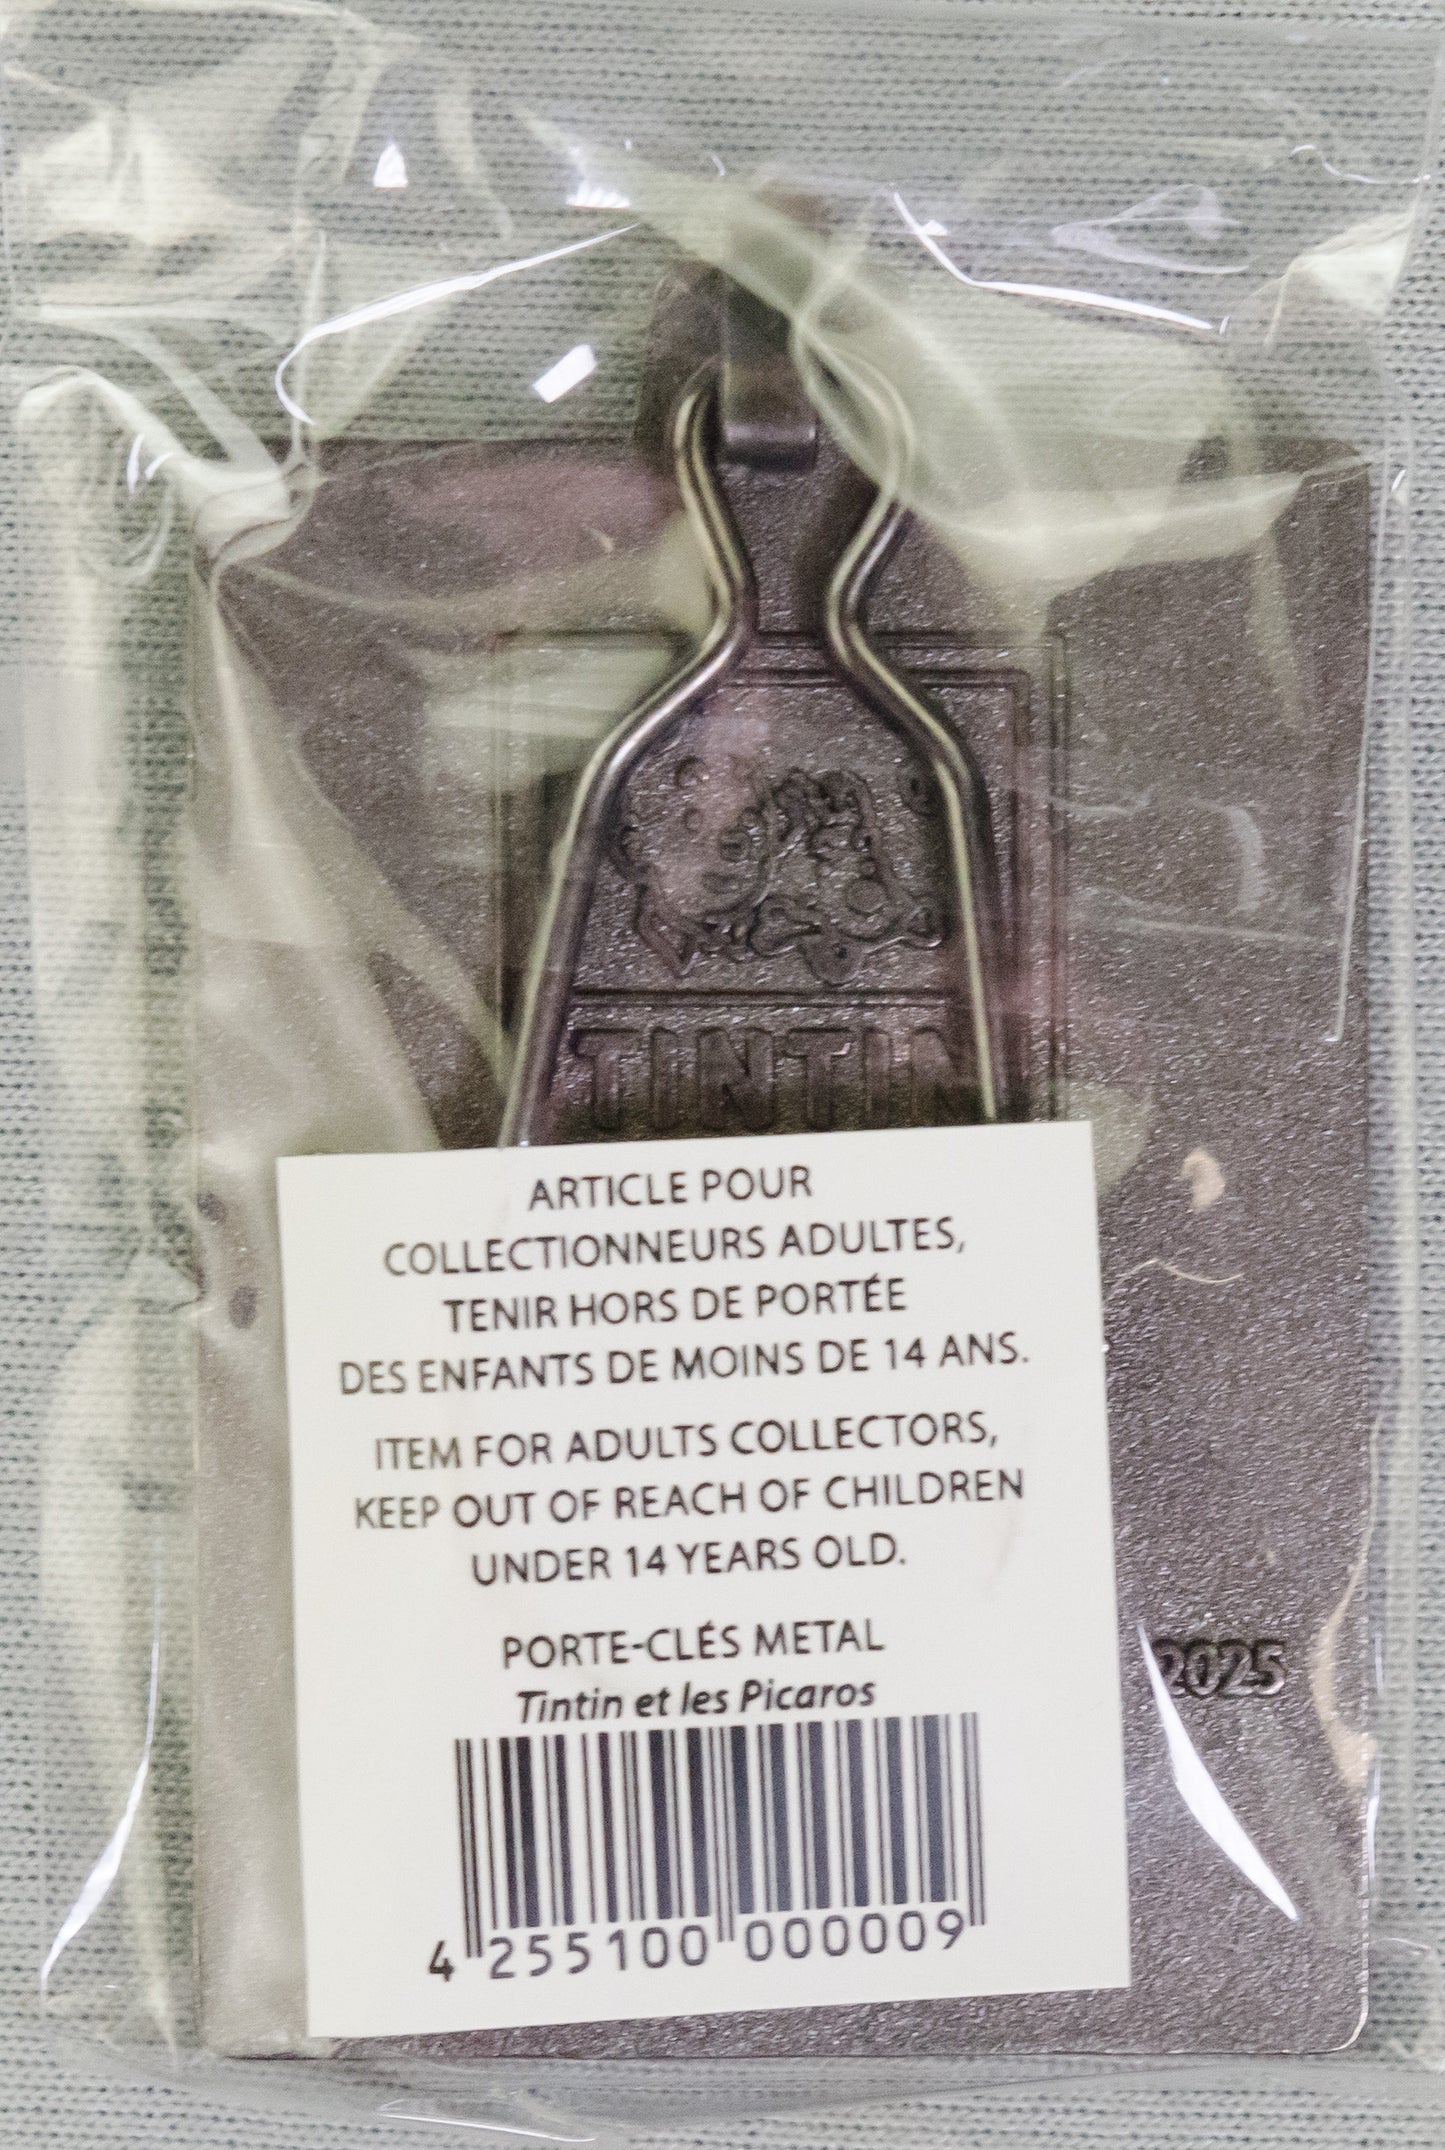 TINTIN
ARTICLE POUR
COLLECTIONNEURS ADULTES,
TENIR HORS DE PORTÉE
DES ENFANTS DE MOINS DE 14 ANS.
ITEM FOR ADULTS COLLECTORS,
KEEP OUT OF REACH OF CHILDREN
UNDER 14 YEARS OLD.
2025
PORTE-CLÉS METAL
Tintin et les Picaros
4 255100 000009